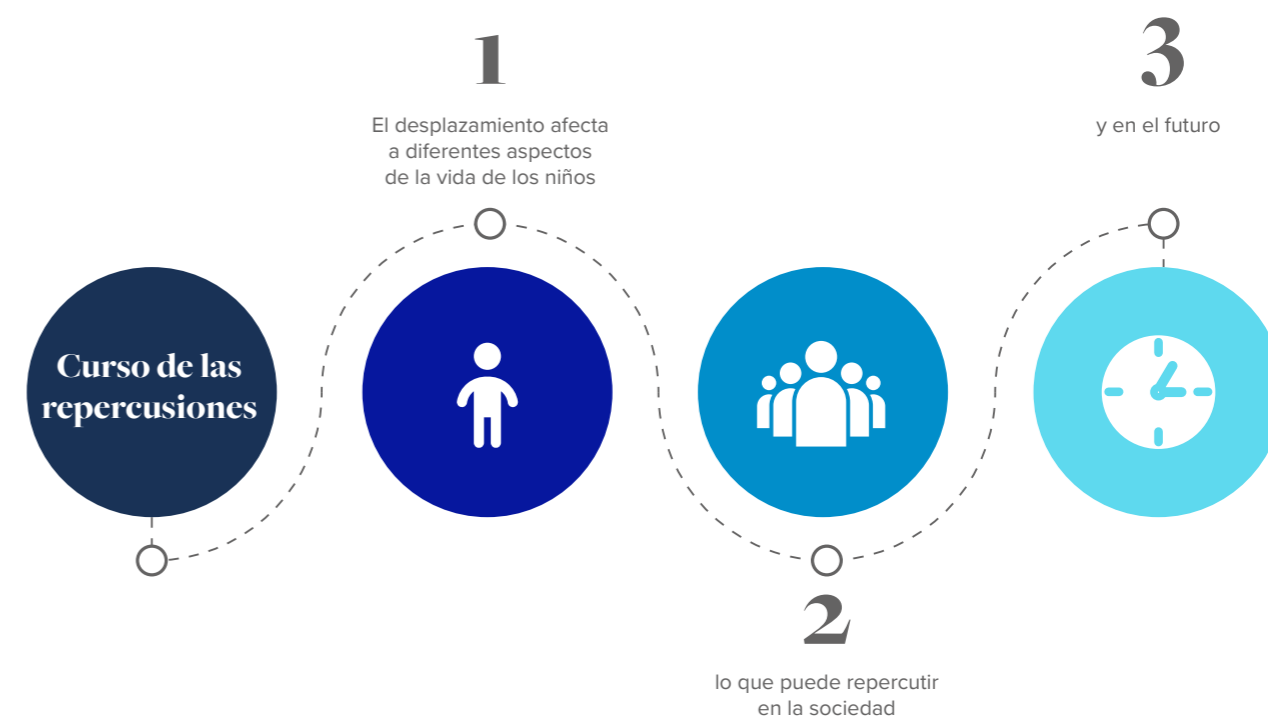 Curso de las
repercusiones
1
El desplazamiento afecta
a diferentes aspectos
de la vida de los niños
2
lo que puede repercutir
en la sociedad
3
y en el futuro